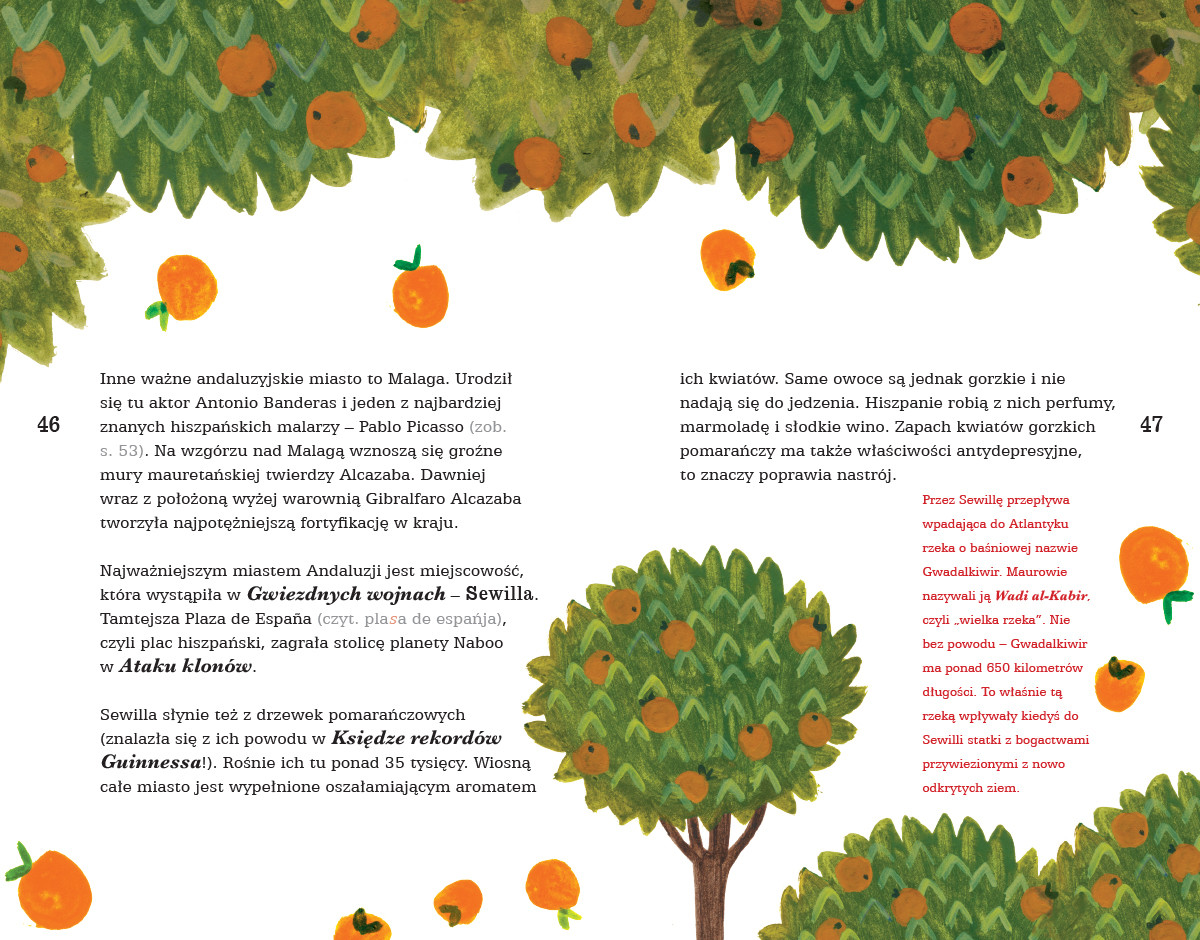 46
Inne ważne andaluzyjskie miasto to Malaga. Urodził
się tu aktor Antonio Banderas i jeden z najbardziej
znanych hiszpańskich malarzy – Pablo Picasso (zob.
s. 53). Na wzgórzu nad Malagą wznoszą się groźne
mury mauretańskiej twierdzy Alcazaba. Dawniej
wraz z położoną wyżej warownią Gibralfaro Alcazaba
tworzyła najpotężniejszą fortyfikację w kraju.
Najważniejszym miastem Andaluzji jest miejscowość,
która wystąpiła w Gwiezdnych wojnach – Sewilla.
Tamtejsza Plaza de España (czyt. plasa de espańja),
czyli plac hiszpański, zagrała stolicę planety Naboo
w Ataku klonów.
Sewilla słynie też z drzewek pomarańczowych
(znalazła się z ich powodu w Księdze rekordów
Guinnessa!). Rośnie ich tu ponad 35 tysięcy. Wiosną
całe miasto jest wypełnione oszałamiającym aromatem
ich kwiatów. Same owoce są jednak gorzkie i nie
nadają się do jedzenia. Hiszpanie robią z nich perfumy,
marmoladę i słodkie wino. Zapach kwiatów gorzkich
pomarańczy ma także właściwości antydepresyjne,
to znaczy poprawia nastrój.
47
Przez Sewillę przepływa
wpadająca do Atlantyku
rzeka o baśniowej nazwie
Gwadalkiwir. Maurowie
nazywali ją Wadi al-Kabir,
czyli „wielka rzeka”. Nie
bez powodu – Gwadalkiwir
ma ponad 650 kilometrów
długości. To właśnie tą
rzeką wpływały kiedyś do
Sewilli statki z bogactwami
przywiezionymi z nowo
odkrytych ziem.